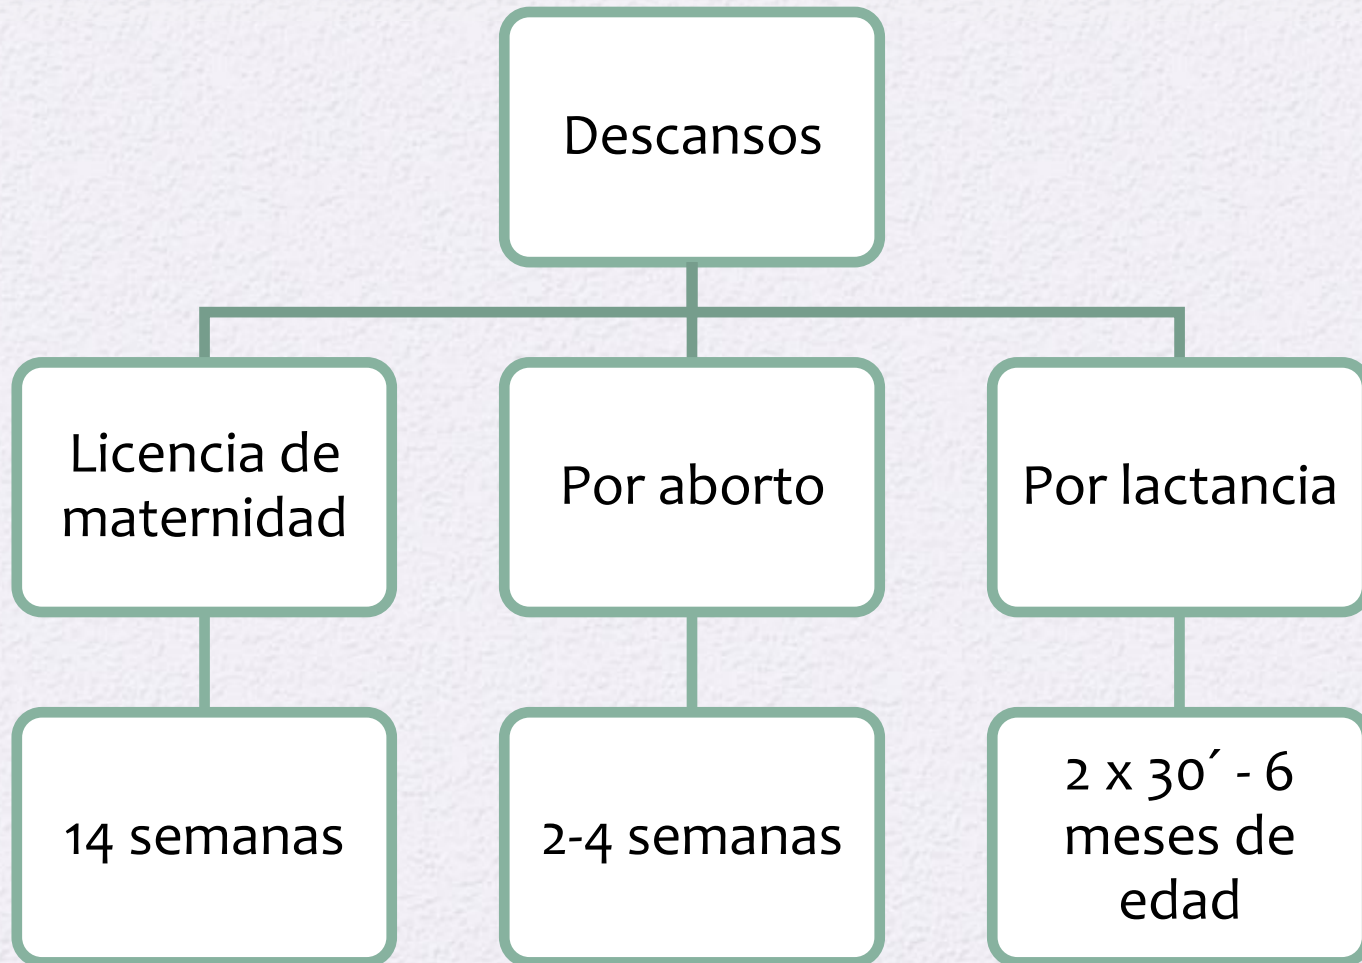 Descansos
Licencia de
maternidad
Por aborto
Por lactancia
14 semanas
2-4 semanas
2 x 30´ - 6
meses de
edad